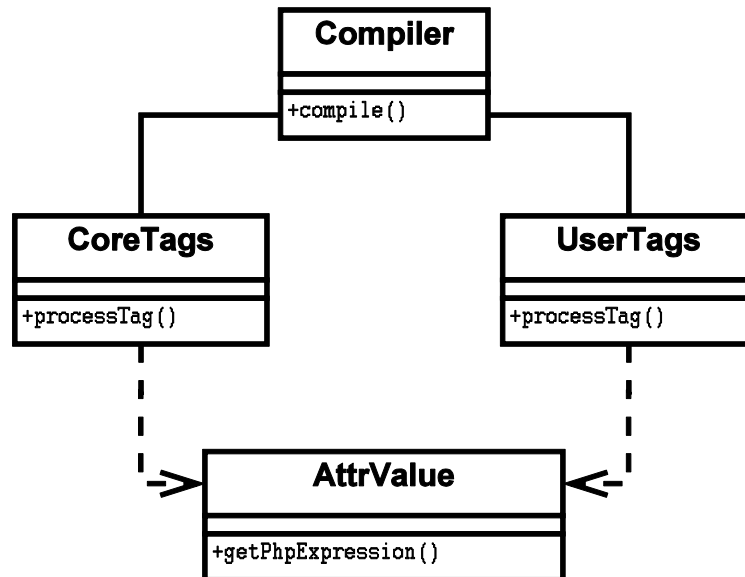 Compiler
+compile()
CoreTags
+processTag()
UserTags
+processTag()
AttrValue
+getPhpExpression()